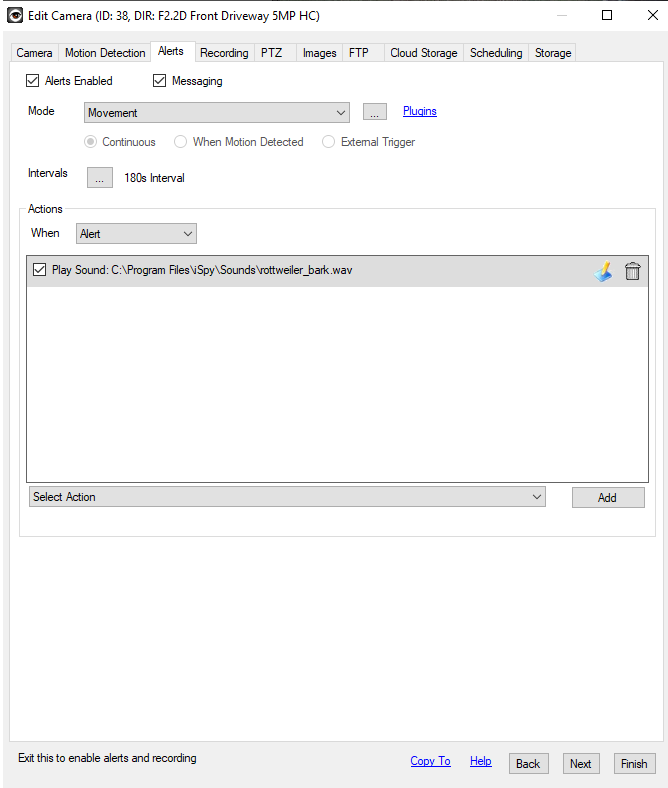 Edit Camera (ID: 38, DIR: F2.2D Front Driveway 5MP HC)
Camera Motion Detection Alerts Recording PTZ Images FTP Cloud Storage Scheduling Storage
Alerts Enabled Messaging
Mode Movement ... Plugins
Continuous When Motion Detected External Trigger
Intervals ... 180s Interval
Actions
When Alert
Play Sound: C:\Program Files\iSpy\Sounds\rottweiler_bark.wav
Select Action Add
Exit this to enable alerts and recording Copy To Help Back Next Finish